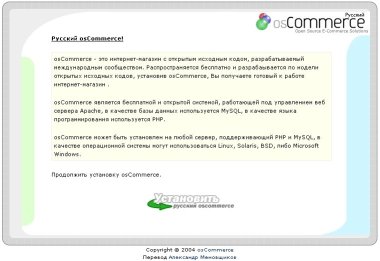 Русский
osCommerce
Open Source E-Commerce Solutions
Русский osCommerce!
osCommerce - это интернет-магазин с открытым исходным кодом, разрабатываемый
международным сообществом. Распространяется бесплатно и разрабаывается по модели
открытых исходных кодов, установив osCommerce, Вы получаете готовый к работе
интернет-магазин .
osCommerce является бесплатной и открытой системой, работающей под управлением веб
сервера Apache, в качестве базы данных используется MySQL, в качестве языка
програмирования используется PHP.
osCommerce может быть установлен на любой сервер, поддерживающий PHP и MySQL, в
качестве операционной системы могут использоваться Linux, Solaris, BSD, либо Microsoft
Windows.
Продолжить установку osCommerce.
Установить
русский oscommerce
Copyright © 2004 osCommerce
Перевод Александр Меновщиков